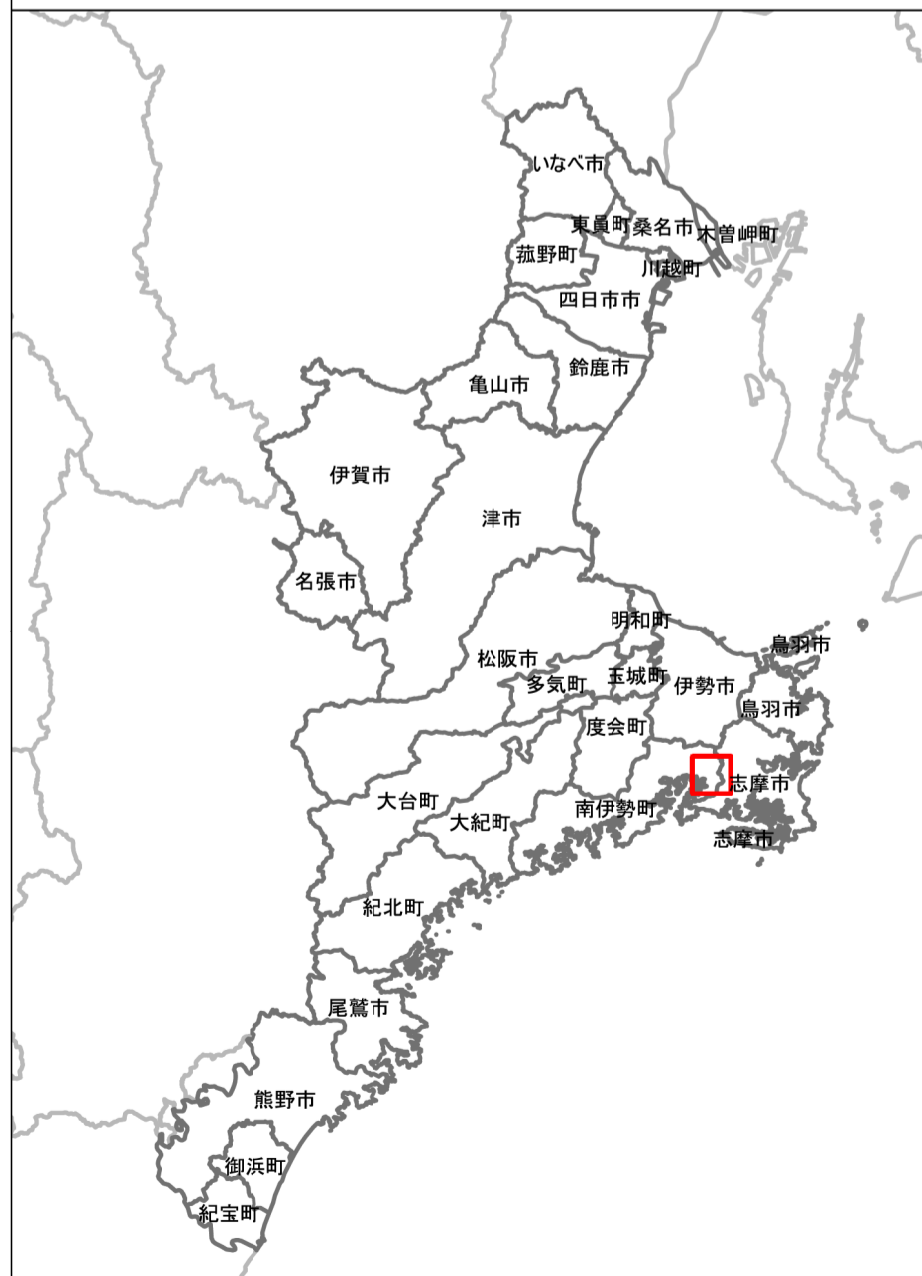 いなべ市
東員町
桑名市
木曽岬町
菰野町
川越町
四日市市
鈴鹿市
亀山市
伊賀市
津市
名張市
明和町
鳥羽市
松阪市
多気町
玉城町
伊勢市
鳥羽市
度会町
志摩市
大台町
大紀町
南伊勢町
志摩市
紀北町
尾鷲市
熊野市
御浜町
紀宝町